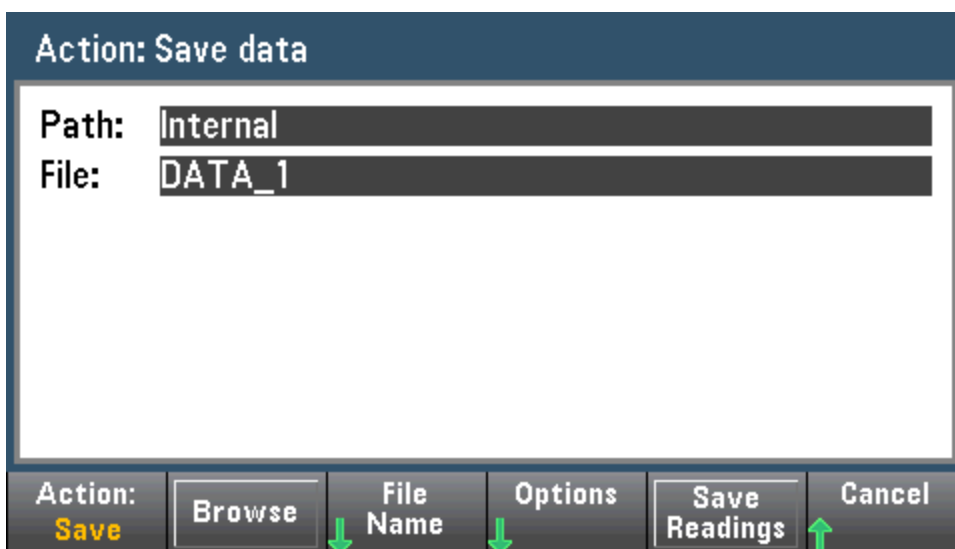 Action: Save data
Path: Internal
File: DATA_1
Action:
Save
Browse
File
Name
Options
Save
Readings
Cancel